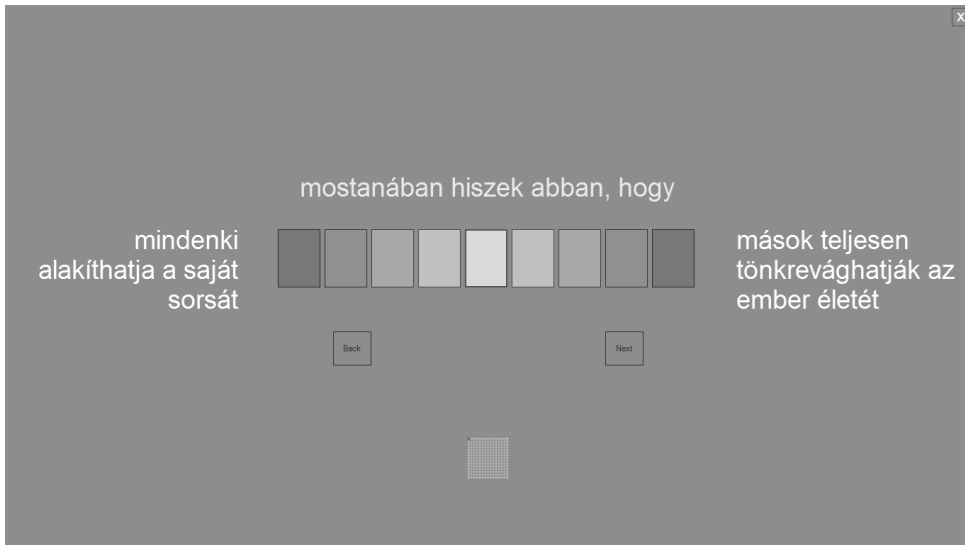 X
mostanában hiszek abban, hogy
mindenki
alakíthatja a saját
sorsát
mások teljesen
tönkrevághatják az
ember életét
Back
Next